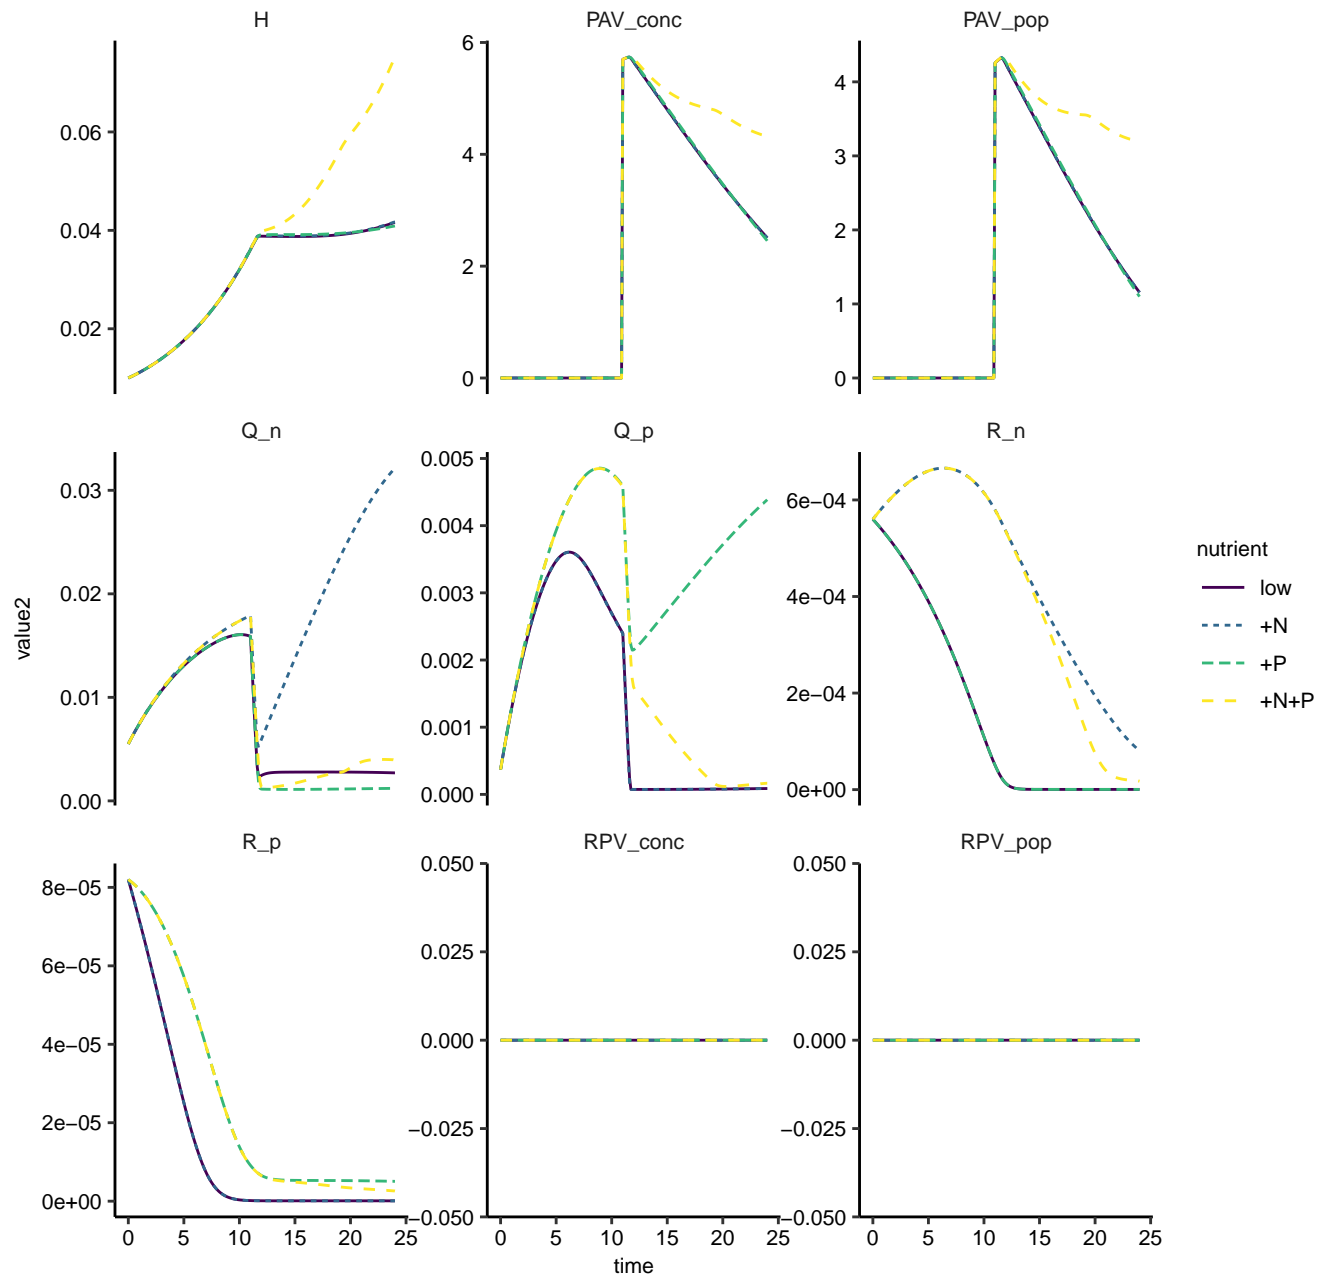 H PAV_conc PAV_pop
0.06
0.04
0.02
6
4
2
0
4
3
2
1
0
Q_n Q_p R_n
0.03
0.02
0.01
0.00
0.005
0.004
0.003
0.002
0.001
0.000
6e−04
4e−04
2e−04
0e+00
R_p RPV_conc RPV_pop
8e−05
6e−05
4e−05
2e−05
0e+00
0.050
0.025
0.000
−0.025
−0.050
0.050
0.025
0.000
−0.025
−0.050
0 5 10 15 20 25
0 5 10 15 20 25
0 5 10 15 20 25
time
value2
nutrient
low
+N
+P
+N+P